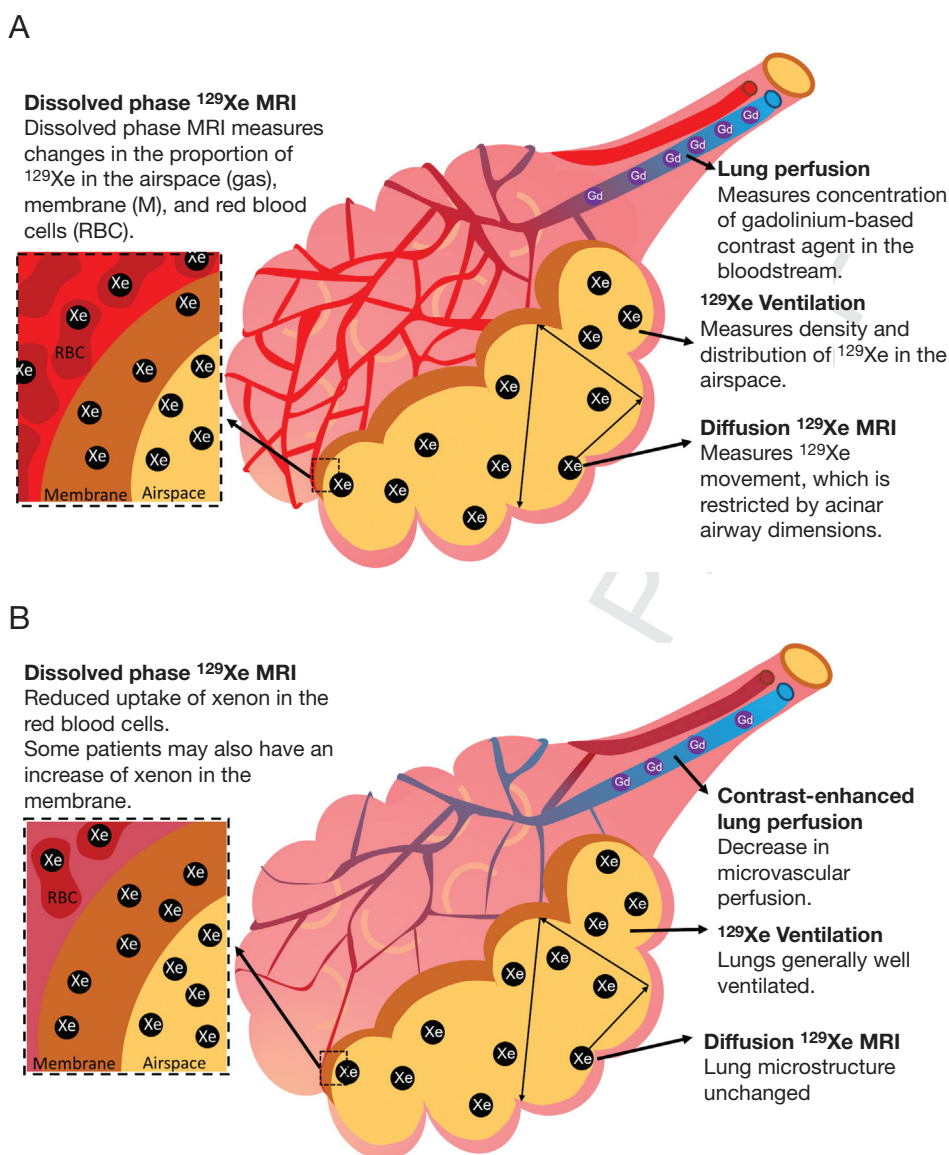 A
Dissolved phase ¹²⁹Xe MRI
Dissolved phase MRI measures
changes in the proportion of
¹²⁹Xe in the airspace (gas),
membrane (M), and red blood
cells (RBC).
Xe
Xe
Xe
Xe
RBC
Xe
Xe
Xe
Xe
Xe
Xe
Xe
Xe
Membrane
Airspace
Gd
Gd
Gd
Gd
Gd
Lung perfusion
Measures concentration
of gadolinium-based
contrast agent in the
bloodstream.
¹²⁹Xe Ventilation
Measures density and
distribution of ¹²⁹Xe in the
airspace.
Diffusion ¹²⁹Xe MRI
Measures ¹²⁹Xe
movement, which is
restricted by acinar
airway dimensions.
Xe
Xe
Xe
Xe
Xe
Xe
Xe
Xe
Xe
Xe
Xe
P
B
Dissolved phase ¹²⁹Xe MRI
Reduced uptake of xenon in the
red blood cells.
Some patients may also have an
increase of xenon in the
membrane.
Xe
Xe
RBC
Xe
Xe
Xe
Xe
Xe
Xe
Xe
Xe
Xe
Xe
Xe
Membrane
Airspace
Gd
Gd
Gd
Gd
Contrast-enhanced
lung perfusion
Decrease in
microvascular
perfusion.
¹²⁹Xe Ventilation
Lungs generally well
ventilated.
Diffusion ¹²⁹Xe MRI
Lung microstructure
unchanged
Xe
Xe
Xe
Xe
Xe
Xe
Xe
Xe
Xe
Xe
Xe
Xe